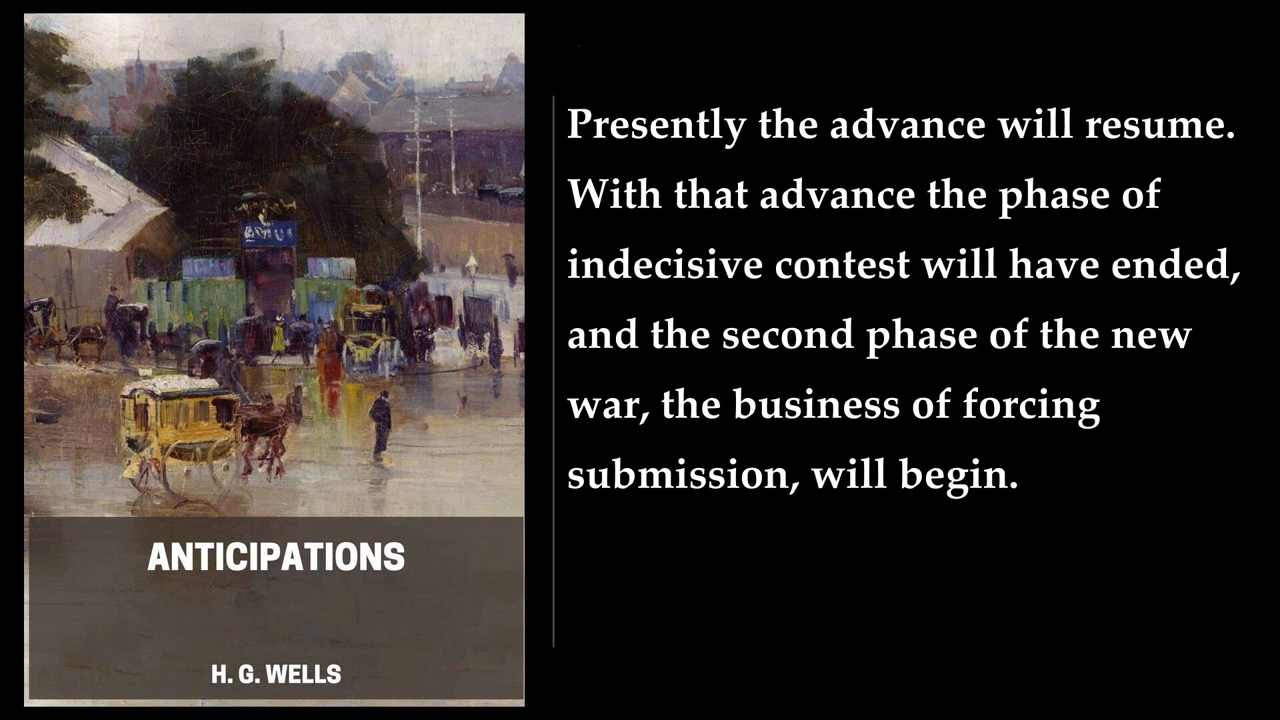 ANTICIPATIONS
H. G. WELLS
Presently the advance will resume.
With that advance the phase of
indecisive contest will have ended,
and the second phase of the new
war, the business of forcing
submission, will begin.